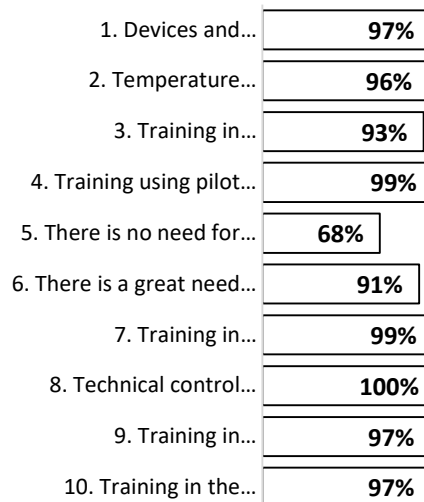 1. Devices and... 97%
2. Temperature... 96%
3. Training in... 93%
4. Training using pilot... 99%
5. There is no need for... 68%
6. There is a great need... 91%
7. Training in... 99%
8. Technical control... 100%
9. Training in... 97%
10. Training in the... 97%